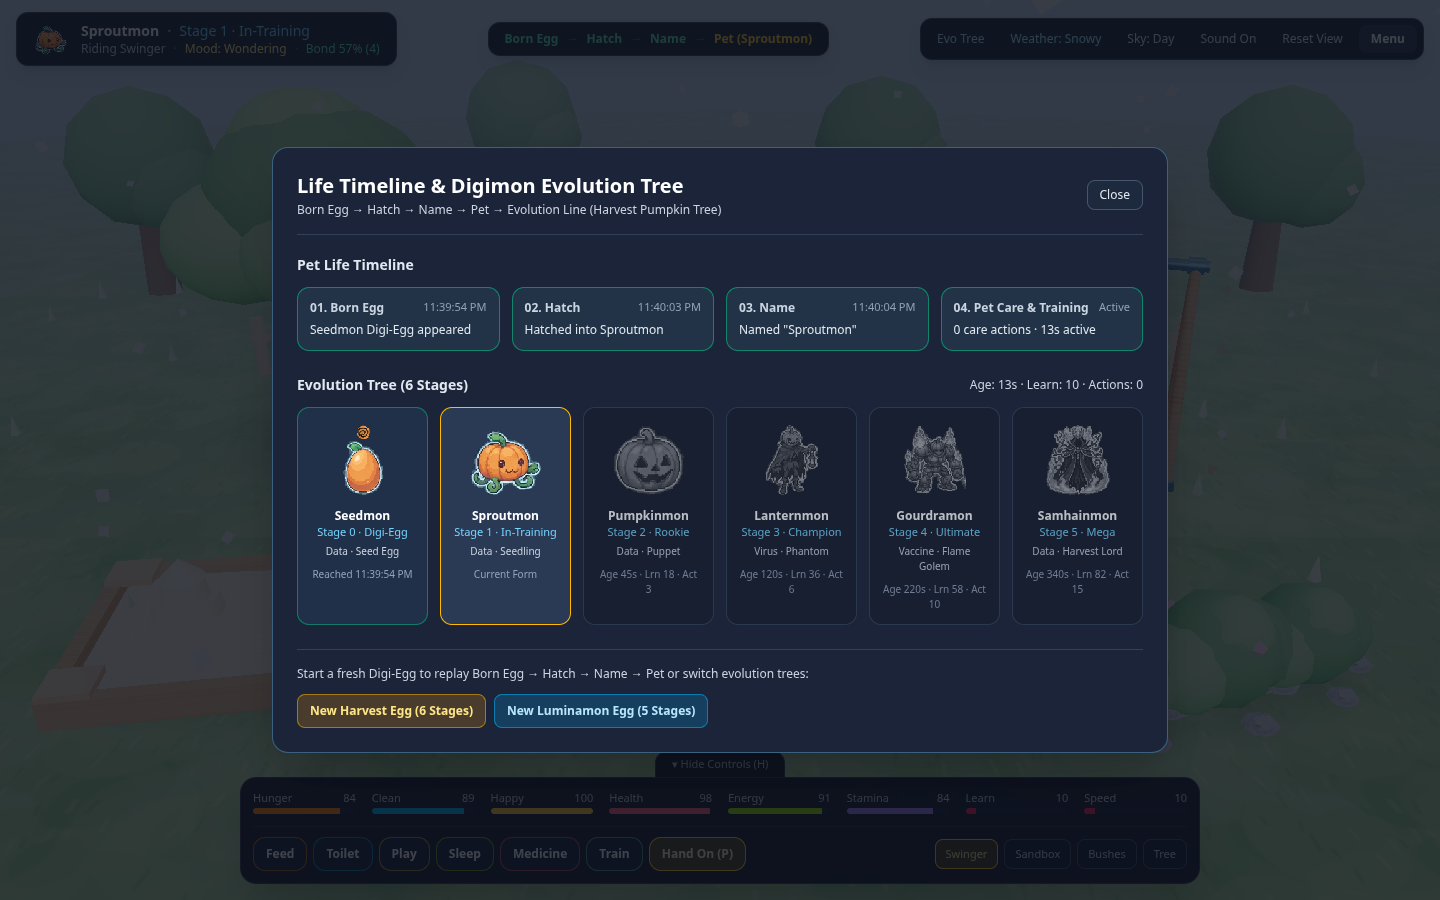 Sproutmon · Stage 1 · In-Training
Riding Swinger · Mood: Wondering Bond 57% (4)
Born Egg → Hatch → Name → Pet (Sproutmon)
Evo Tree Weather: Snowy Sky: Day Sound On Reset View Menu
Life Timeline & Digimon Evolution Tree
Born Egg → Hatch → Name → Pet → Evolution Line (Harvest Pumpkin Tree)
Close
Pet Life Timeline
01. Born Egg 11:39:54 PM
Seedmon Digi-Egg appeared
02. Hatch 11:40:03 PM
Hatched into Sproutmon
03. Name 11:40:04 PM
Named "Sproutmon"
04. Pet Care & Training Active
0 care actions · 13s active
Evolution Tree (6 Stages)
Age: 13s · Learn: 10 · Actions: 0
Seedmon
Stage 0 · Digi-Egg
Data · Seed Egg
Reached 11:39:54 PM
Sproutmon
Stage 1 · In-Training
Data · Seedling
Current Form
Pumpkinmon
Stage 2 · Rookie
Data · Puppet
Age 45s · Lrn 18 · Act
3
Lanternmon
Stage 3 · Champion
Virus · Phantom
Age 120s · Lrn 36 · Act
6
Gourdramon
Stage 4 · Ultimate
Vaccine · Flame
Golem
Age 220s · Lrn 58 · Act
10
Samhainmon
Stage 5 · Mega
Data · Harvest Lord
Age 340s · Lrn 82 · Act
15
Start a fresh Digi-Egg to replay Born Egg → Hatch → Name → Pet or switch evolution trees:
New Harvest Egg (6 Stages) New Luminamon Egg (5 Stages)
▾ Hide Controls (H)
Hunger 84 Clean 89 Happy 100 Health 98 Energy 91 Stamina 84 Learn 10 Speed 10
Feed Toilet Play Sleep Medicine Train Hand On (P) Swinger Sandbox Bushes Tree